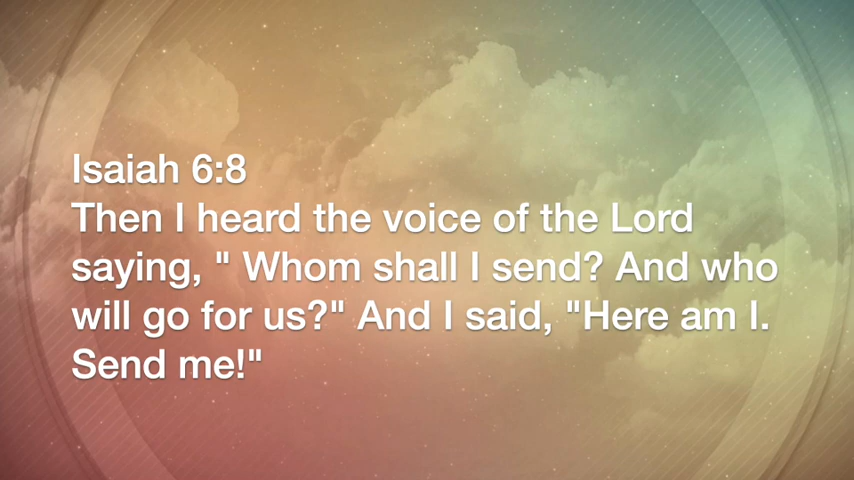 Isaiah 6:8
Then I heard the voice of the Lord
saying, " Whom shall I send? And who
will go for us?" And I said, "Here am I.
Send me!"